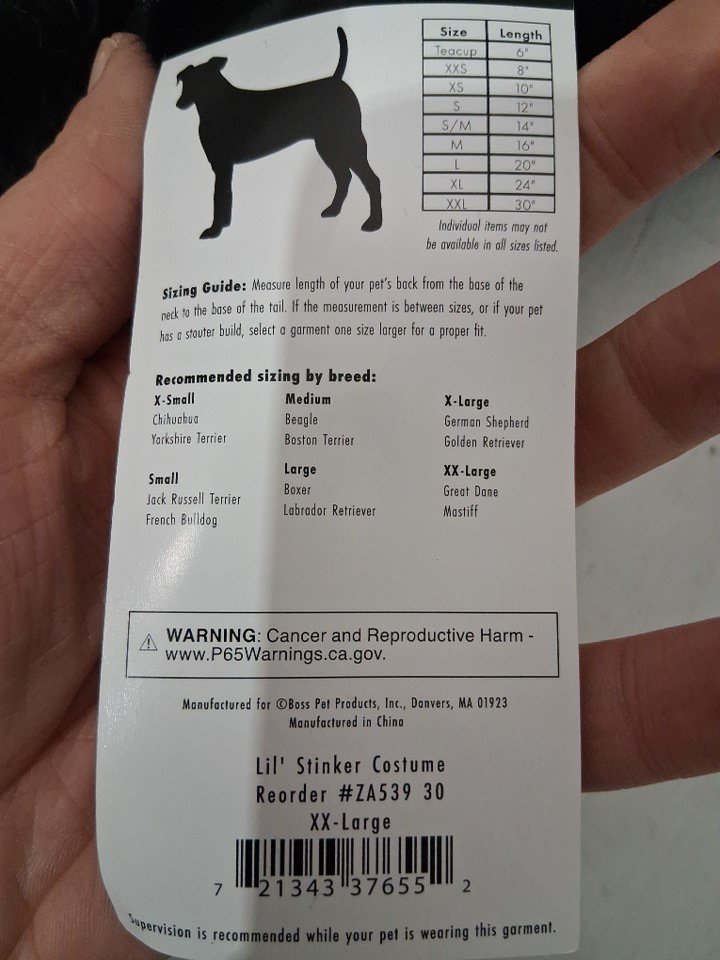 Size Length
Teacup 6"
XXS 8"
XS 10"
S 12"
S/M 14"
M 16"
L 20"
XL 24"
XXL 30"
Individual items may not
be available in all sizes listed.
Sizing Guide: Measure length of your pet's back from the base of the
neck to the base of the tail. If the measurement is between sizes, or if your pet
has a stouter build, select a garment one size larger for a proper fit.
Recommended sizing by breed:
X-Small
Chihuahua
Yorkshire Terrier
Small
Jack Russell Terrier
French Bulldog
Medium
Beagle
Boston Terrier
Large
Boxer
Labrador Retriever
X-Large
German Shepherd
Golden Retriever
XX-Large
Great Dane
Mastiff
WARNING: Cancer and Reproductive Harm -
www.P65Warnings.ca.gov.
Manufactured for ©Boss Pet Products, Inc., Danvers, MA 01923
Manufactured in China
Lil' Stinker Costume
Reorder #ZA539 30
XX-Large
7 21343 37655 2
Supervision is recommended while your pet is wearing this garment.